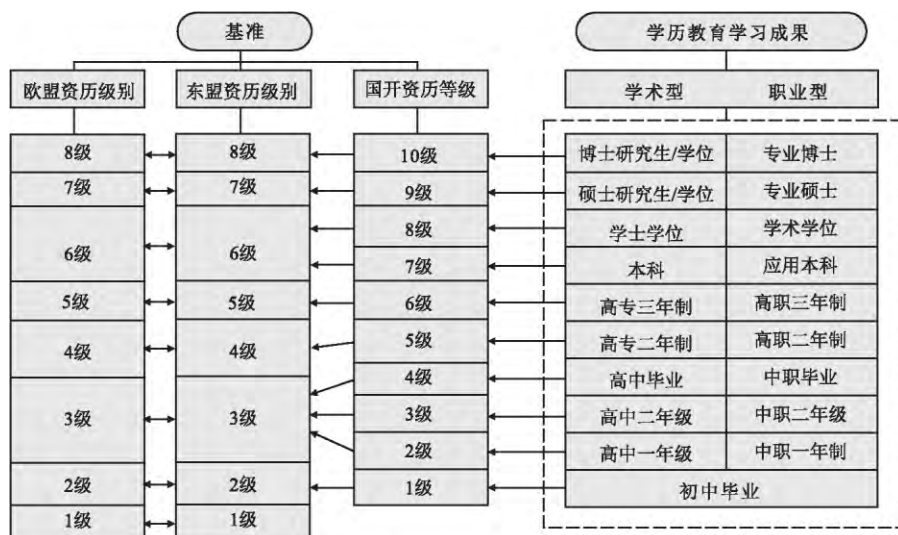 基准
学历教育学习成果
欧盟资历级别
东盟资历级别
国开资历等级
学术型
职业型
8级
8级
10级
博士研究生/学位
专业博士
7级
7级
9级
硕士研究生/学位
专业硕士
6级
6级
8级
学士学位
学术学位
7级
本科
应用本科
5级
5级
6级
高专三年制
高职三年制
4级
4级
5级
高专二年制
高职二年制
3级
3级
4级
高中毕业
中职毕业
3级
高中二年级
中职二年级
2级
高中一年级
中职一年制
2级
2级
1级
初中毕业
1级
1级